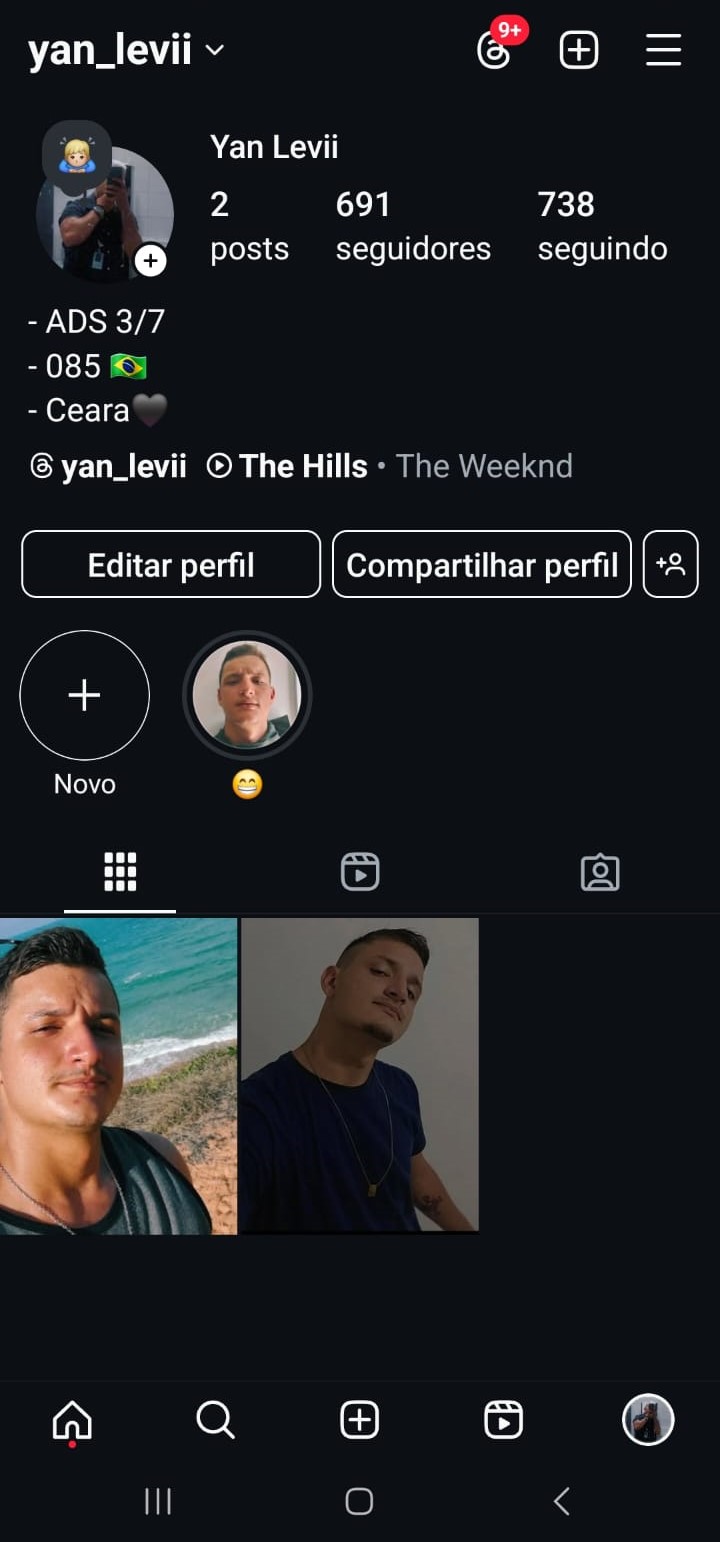 yan_levii
9+
Yan Levii
2 691 738
posts seguidores seguindo
- ADS 3/7
- 085 🇧🇷
- Ceara🖤
yan_levii The Hills • The Weeknd
Editar perfil Compartilhar perfil
Novo 😁